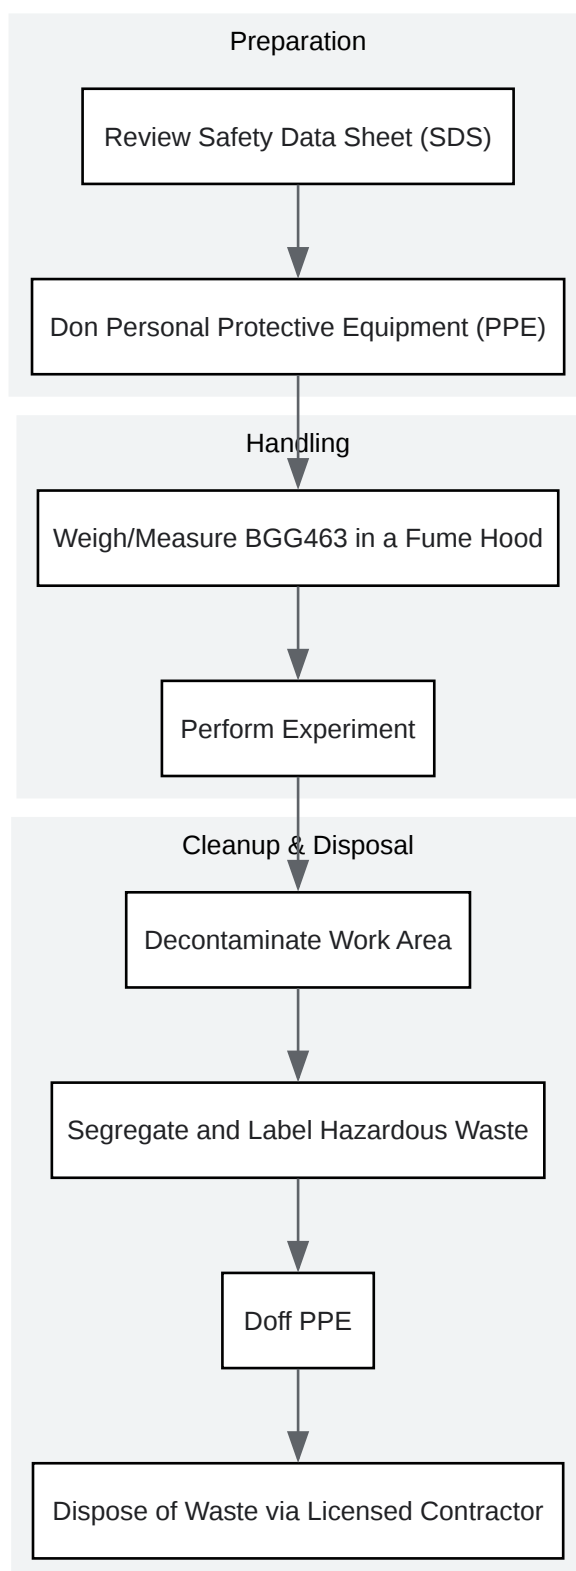 Preparation
Review Safety Data Sheet (SDS)
Don Personal Protective Equipment (PPE)
Handling
Weigh/Measure BGG463 in a Fume Hood
Perform Experiment
Cleanup & Disposal
Decontaminate Work Area
Segregate and Label Hazardous Waste
Doff PPE
Dispose of Waste via Licensed Contractor